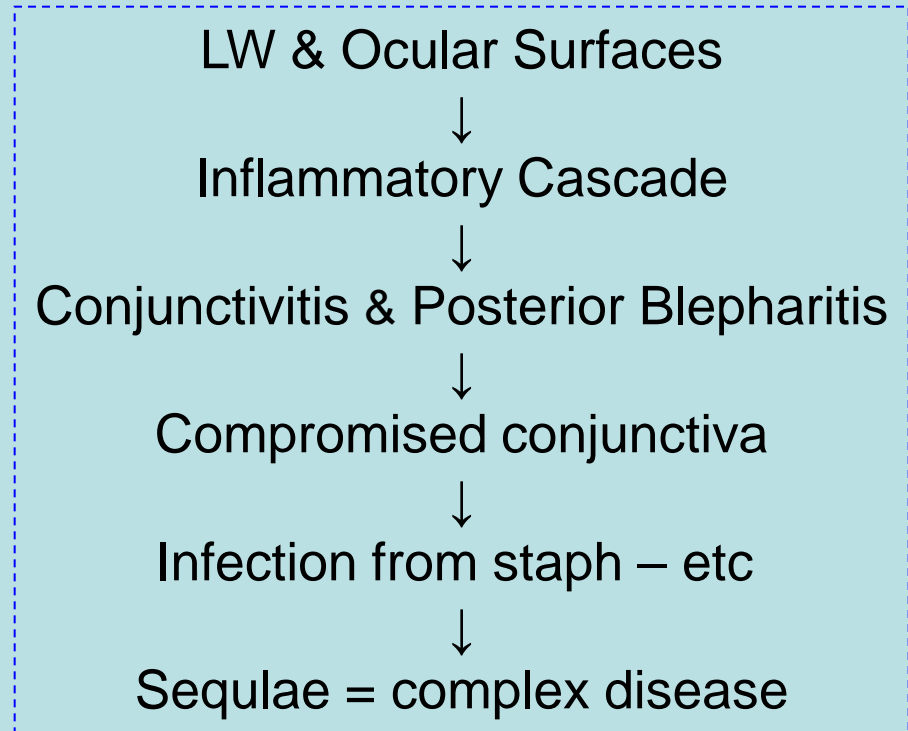 LW & Ocular Surfaces
↓
Inflammatory Cascade
↓
Conjunctivitis & Posterior Blepharitis
↓
Compromised conjunctiva
↓
Infection from staph – etc
↓
Sequlae = complex disease